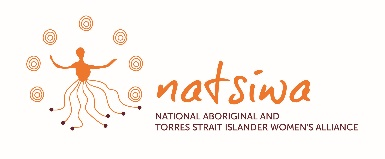 natsiwa
NATIONAL ABORIGINAL AND
TORRES STRAIT ISLANDER WOMEN'S ALLIANCE